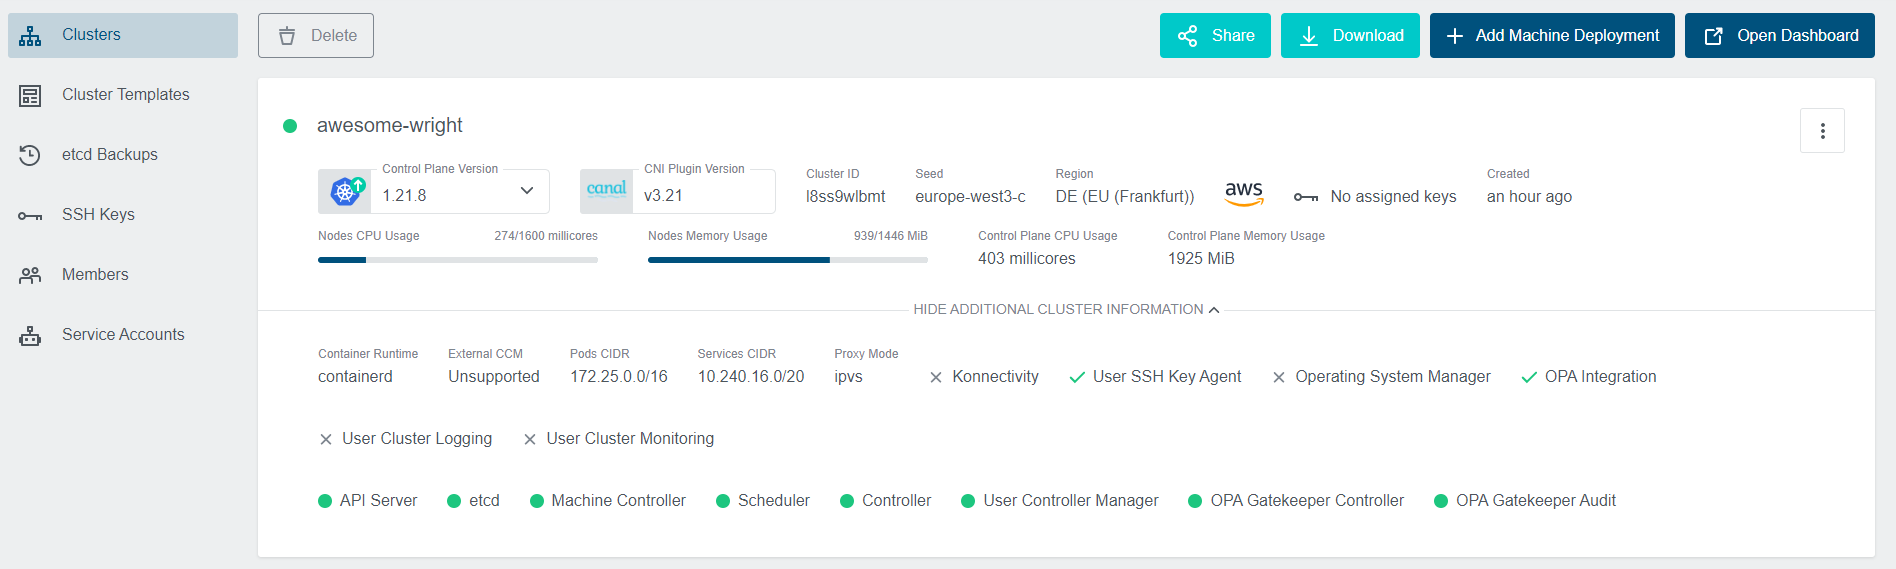 Clusters
Cluster Templates
etcd Backups
SSH Keys
Members
Service Accounts
Delete
Share
Download
Add Machine Deployment
Open Dashboard
awesome-wright
Control Plane Version
1.21.8
canal
CNI Plugin Version
v3.21
Cluster ID
l8ss9wlbmt
Seed
europe-west3-c
Region
DE (EU (Frankfurt))
aws
No assigned keys
Created
an hour ago
Nodes CPU Usage
274/1600 millicores
Nodes Memory Usage
939/1446 MiB
Control Plane CPU Usage
403 millicores
Control Plane Memory Usage
1925 MiB
HIDE ADDITIONAL CLUSTER INFORMATION
Container Runtime
containerd
External CCM
Unsupported
Pods CIDR
172.25.0.0/16
Services CIDR
10.240.16.0/20
Proxy Mode
ipvs
Konnectivity
User SSH Key Agent
Operating System Manager
OPA Integration
User Cluster Logging
User Cluster Monitoring
API Server
etcd
Machine Controller
Scheduler
Controller
User Controller Manager
OPA Gatekeeper Controller
OPA Gatekeeper Audit